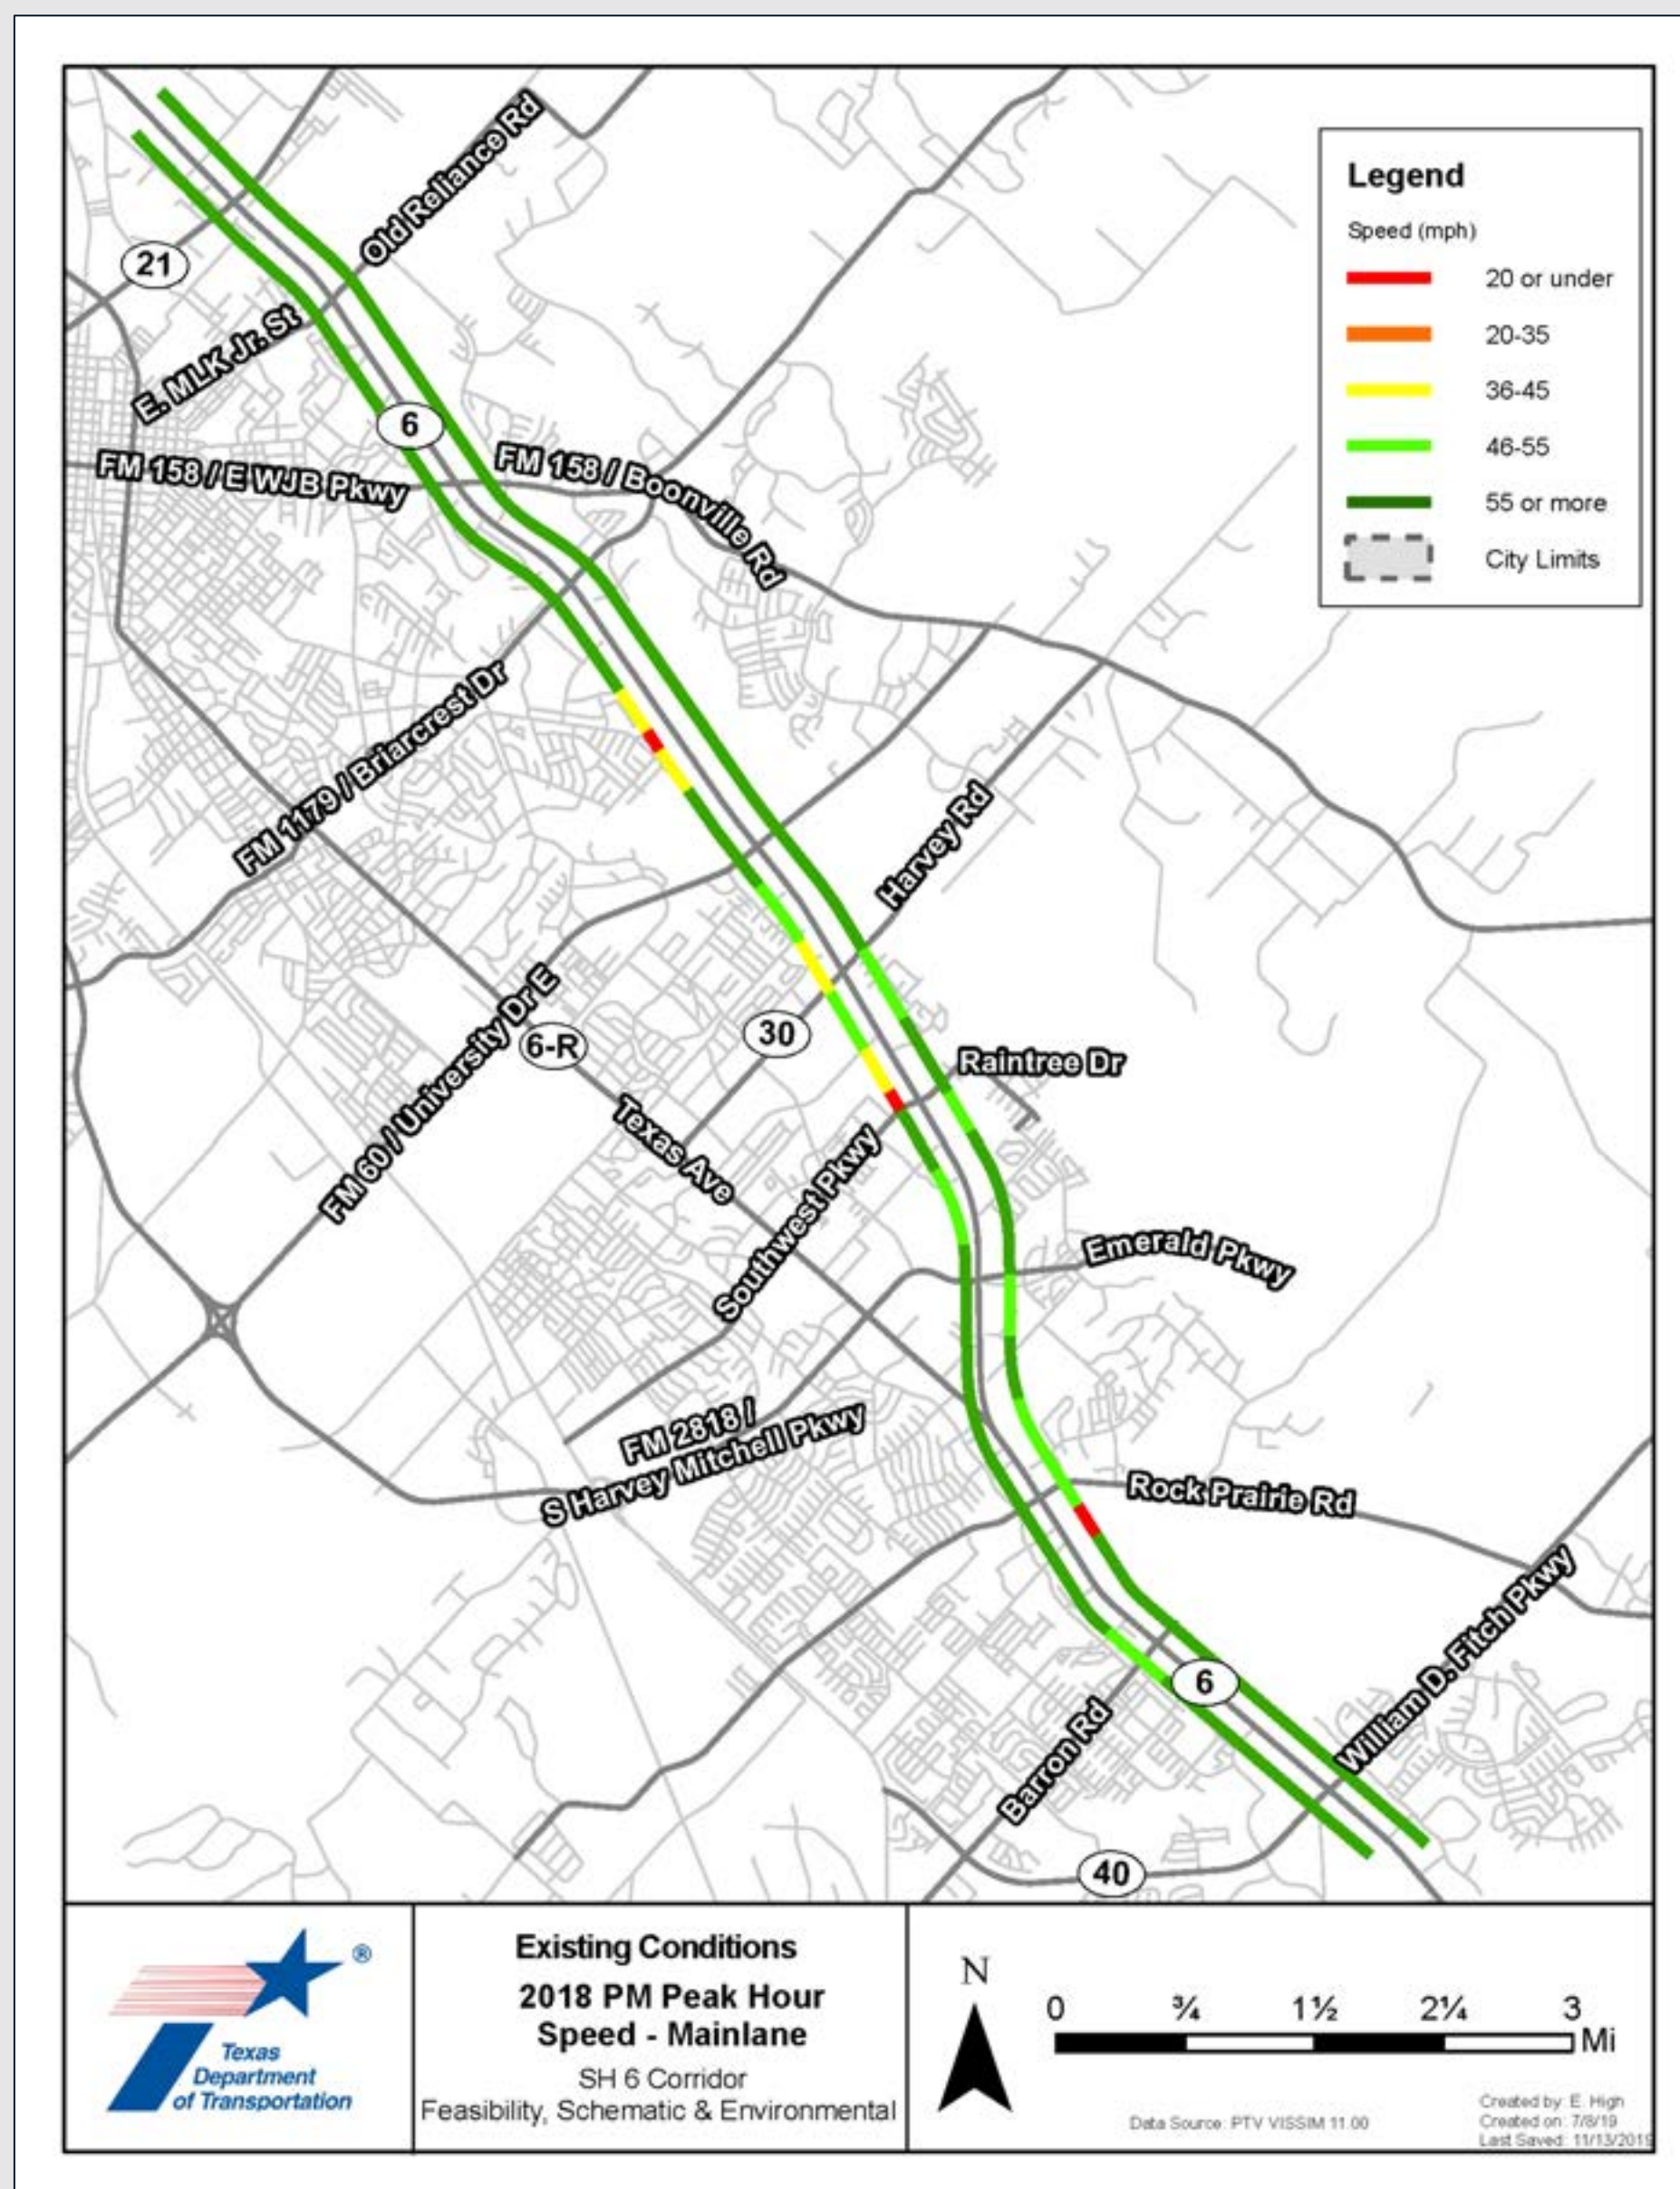 Old Reliance Rd
21
E. MLK Jr. St
6
FM 158 / E WJB Pkwy
FM 158 / Boonville Rd
FM 1179 / Briarcrest Dr
Harvey Rd
FM 60 / University Dr E
6-R
30
Raintree Dr
Texas Ave
Southwest Pkwy
Emerald Pkwy
FM 2818 /
S Harvey Mitchell Pkwy
Rock Prairie Rd
William D. Fitch Pkwy
6
Barron Rd
40
Legend
Speed (mph)
20 or under
20-35
36-45
46-55
55 or more
City Limits
®
Texas
Department
of Transportation
Existing Conditions
2018 PM Peak Hour
Speed - Mainlane
SH 6 Corridor
Feasibility, Schematic & Environmental
N
0 ¾ 1½ 2¼ 3
Mi
Data Source: PTV VISSIM 11.00
Created by: E. High
Created on: 7/8/19
Last Saved: 11/13/2019